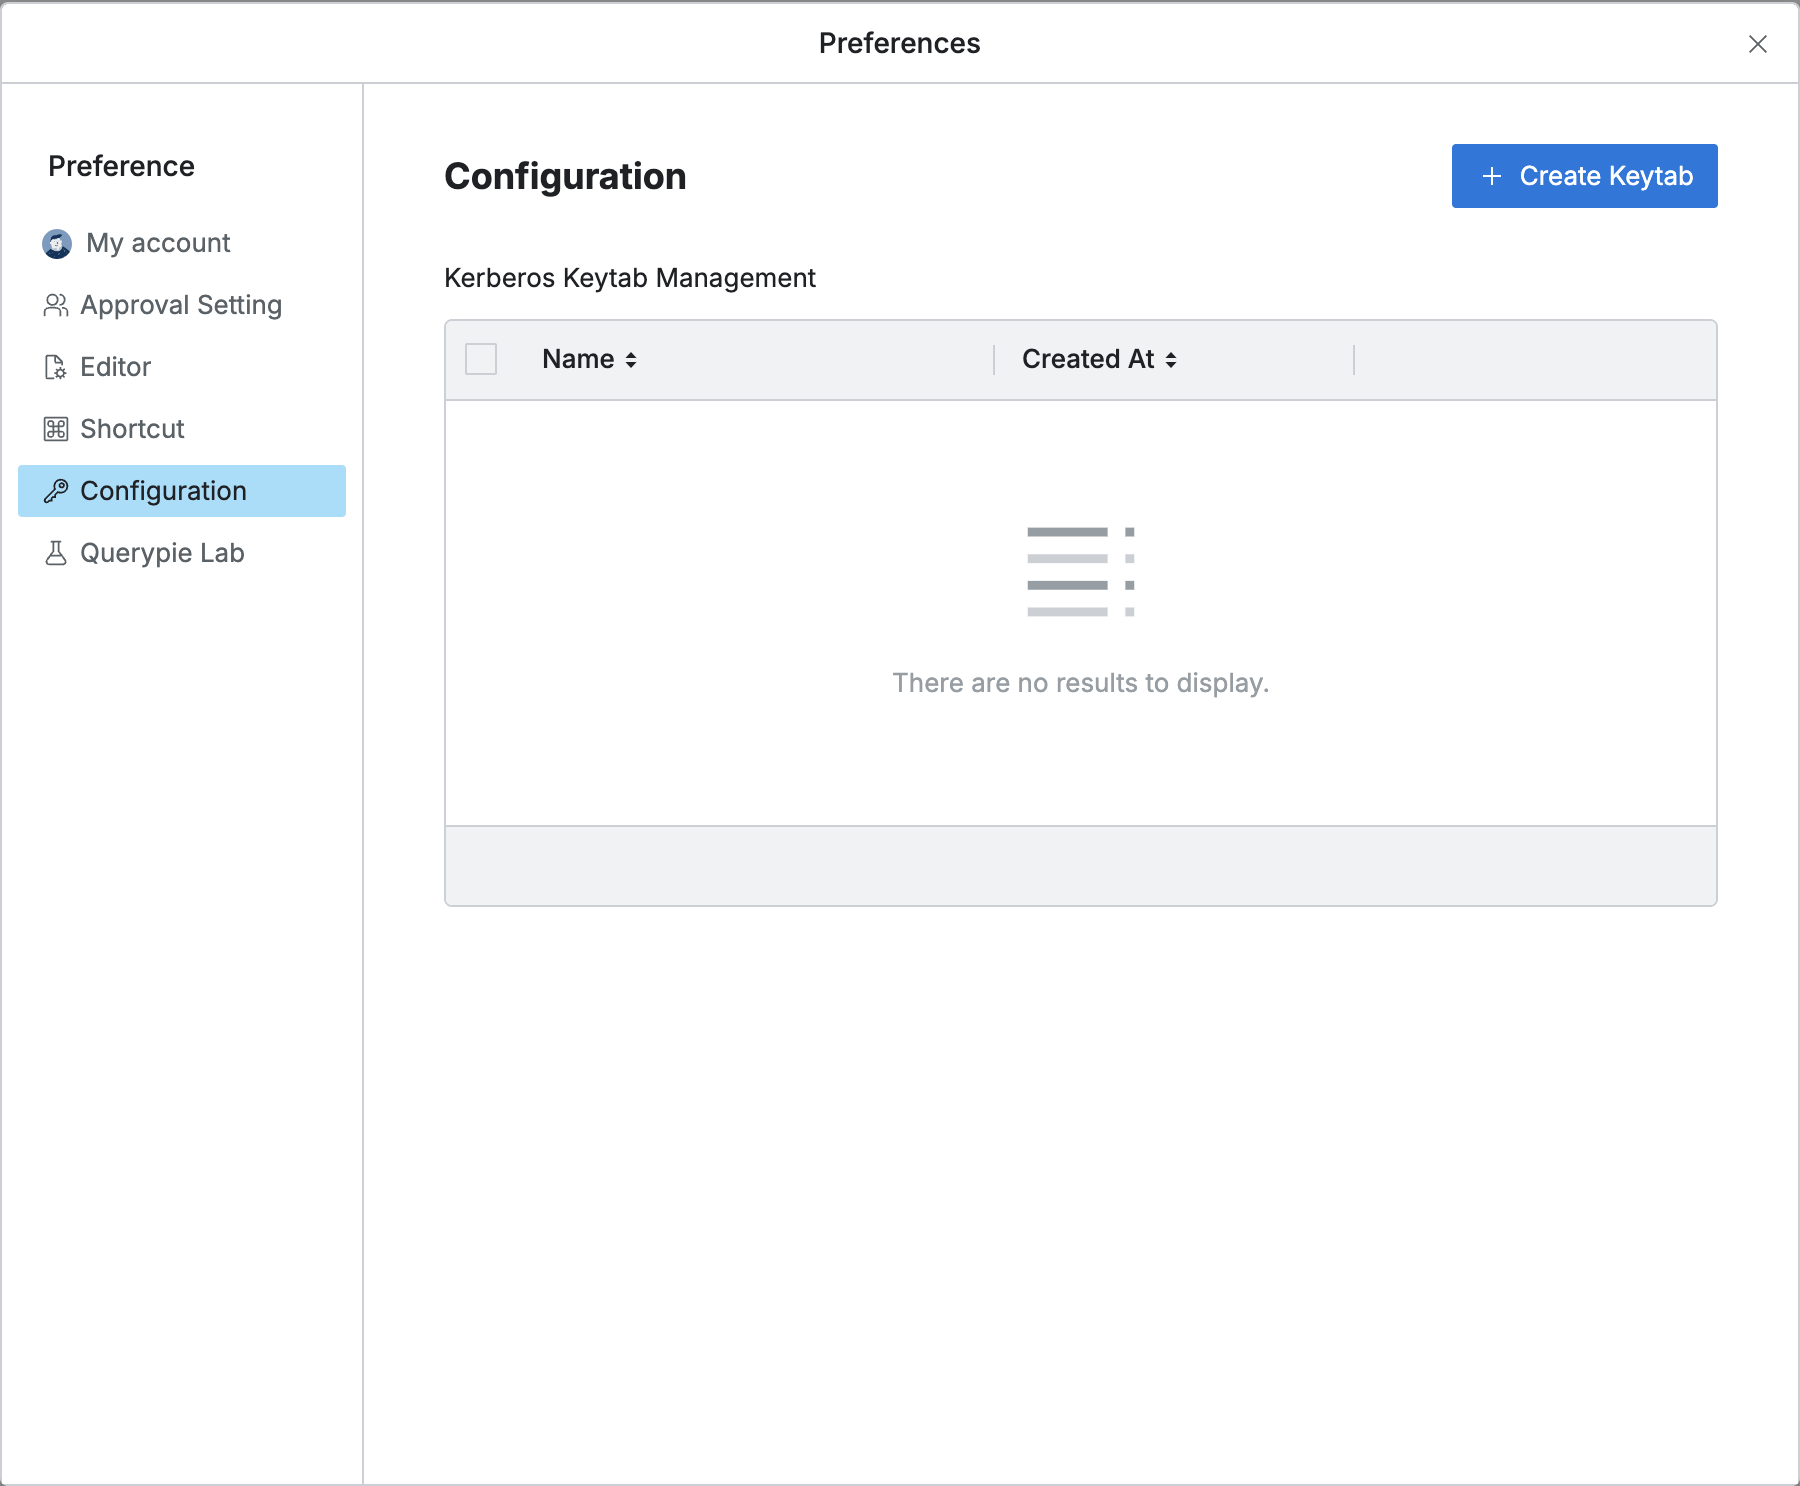 Preferences
Preference
My account
Approval Setting
Editor
Shortcut
Configuration
Querypie Lab
Configuration
Create Keytab
Kerberos Keytab Management
Name
Created At
There are no results to display.